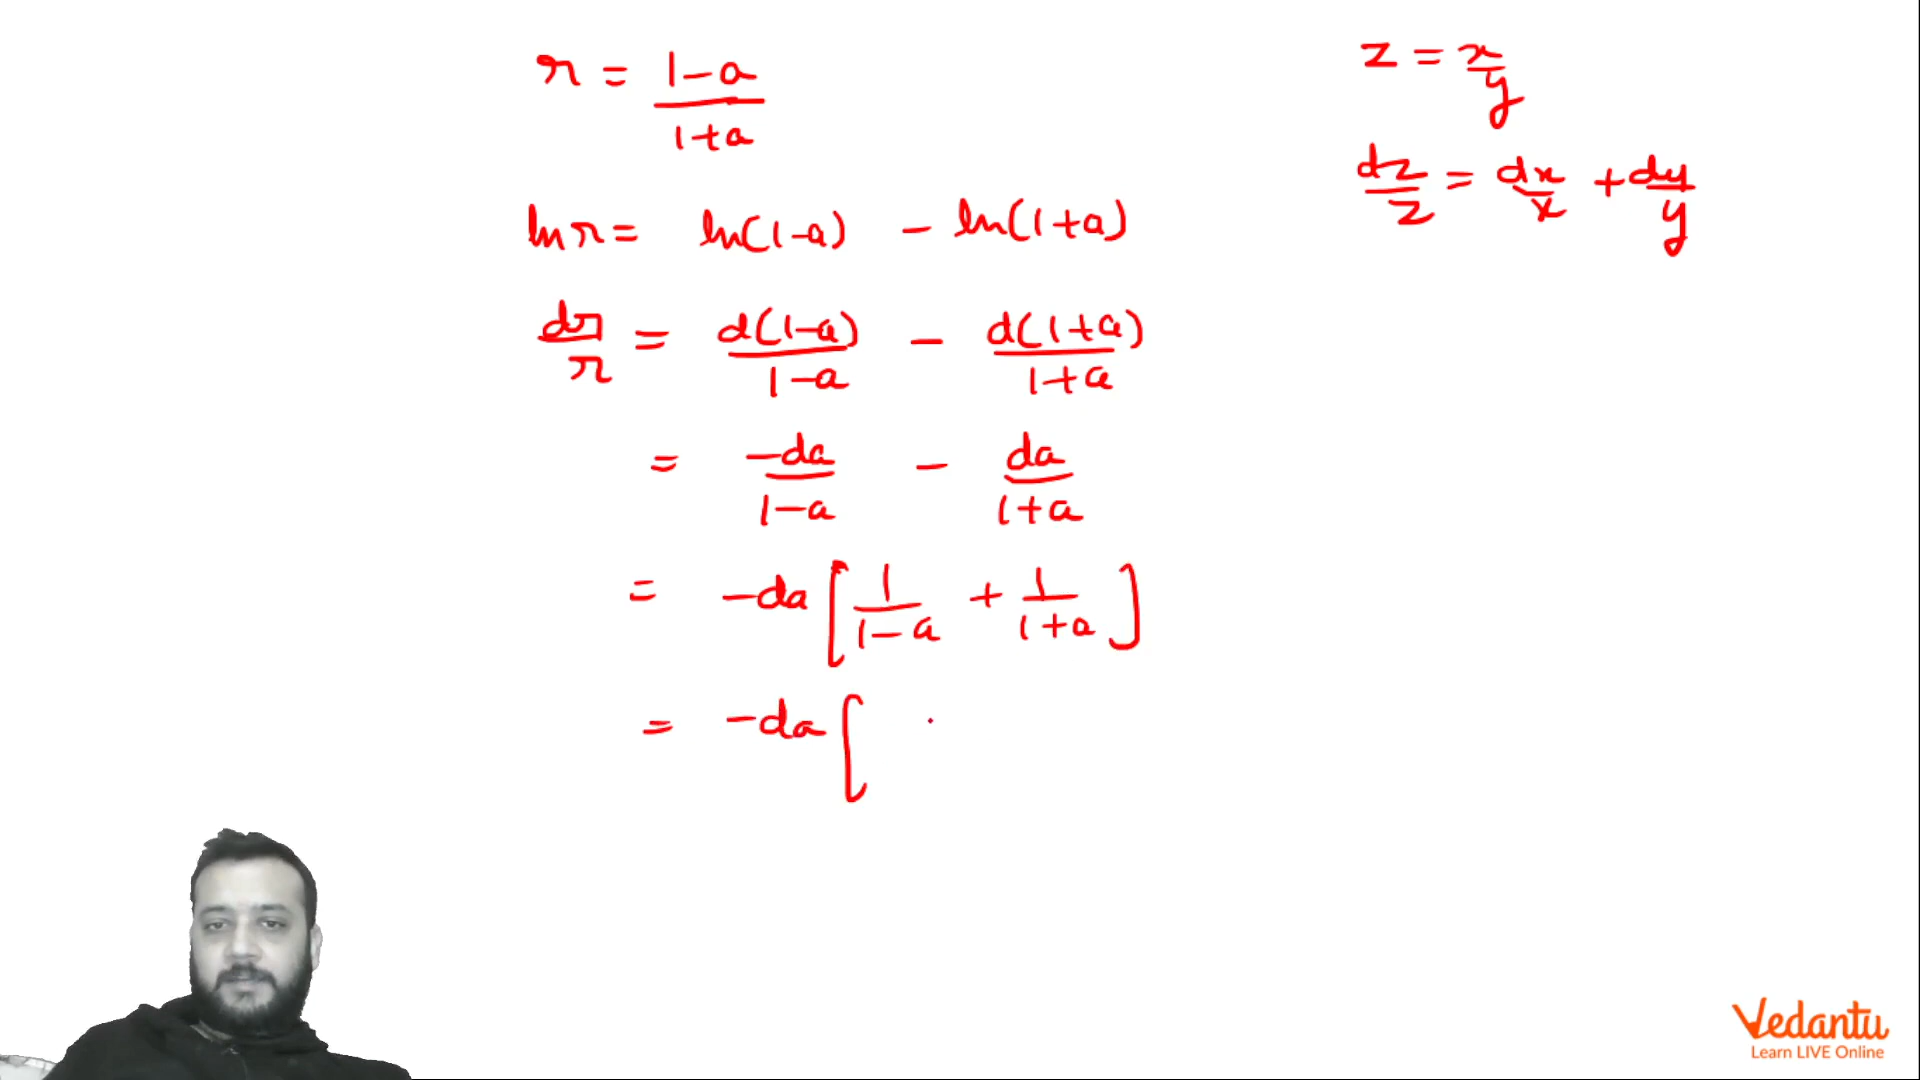 r = 1-a / 1+a
ln r = ln(1-a) - ln(1+a)
dr/r = d(1-a) / 1-a - d(1+a) / 1+a
= -da / 1-a - da / 1+a
= -da [ 1 / 1-a + 1 / 1+a ]
= -da [
z = x/y
dz/z = dx/x + dy/y
Vedantu
Learn LIVE Online